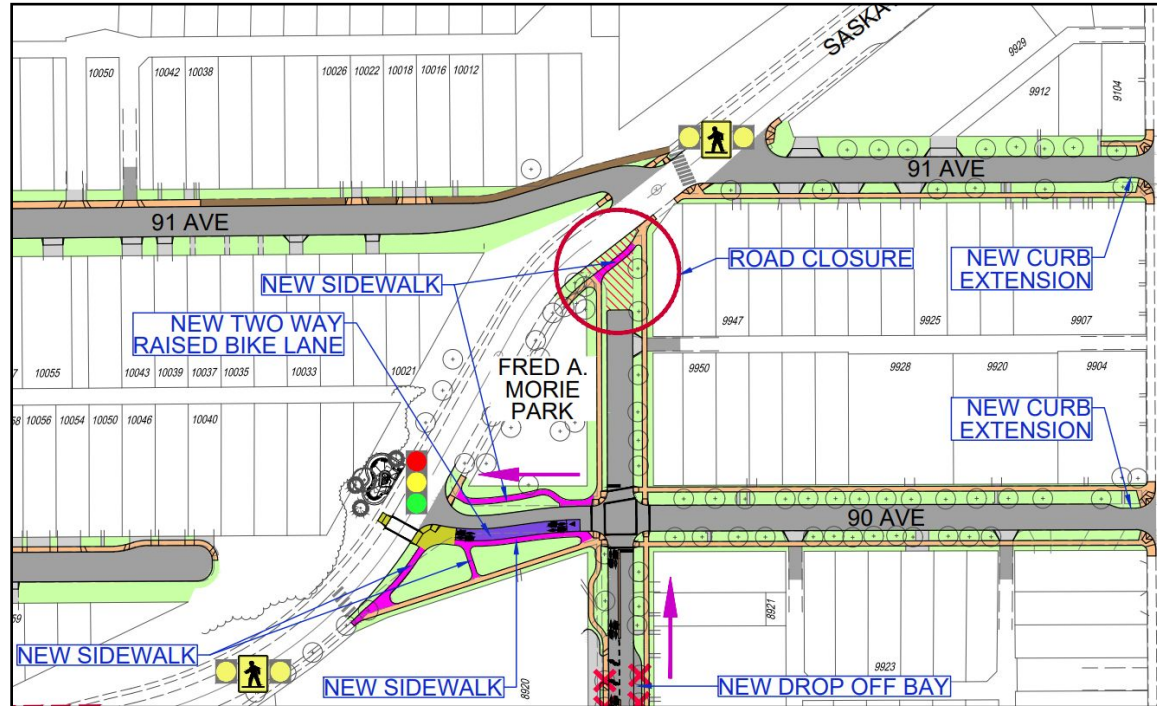 SASKA
10050
10042
10038
10026
10022
10018
10016
10012
9929
9912
9104
91 AVE
91 AVE
ROAD CLOSURE
NEW CURB
EXTENSION
NEW SIDEWALK
NEW TWO WAY
RAISED BIKE LANE
9947
9925
9907
FRED A.
MORIE
PARK
10055
10043
10039
10037
10035
10033
10021
9950
9928
9920
9904
10056
10054
10050
10046
10040
NEW CURB
EXTENSION
90 AVE
8921
NEW SIDEWALK
NEW SIDEWALK
8920
9923
NEW DROP OFF BAY